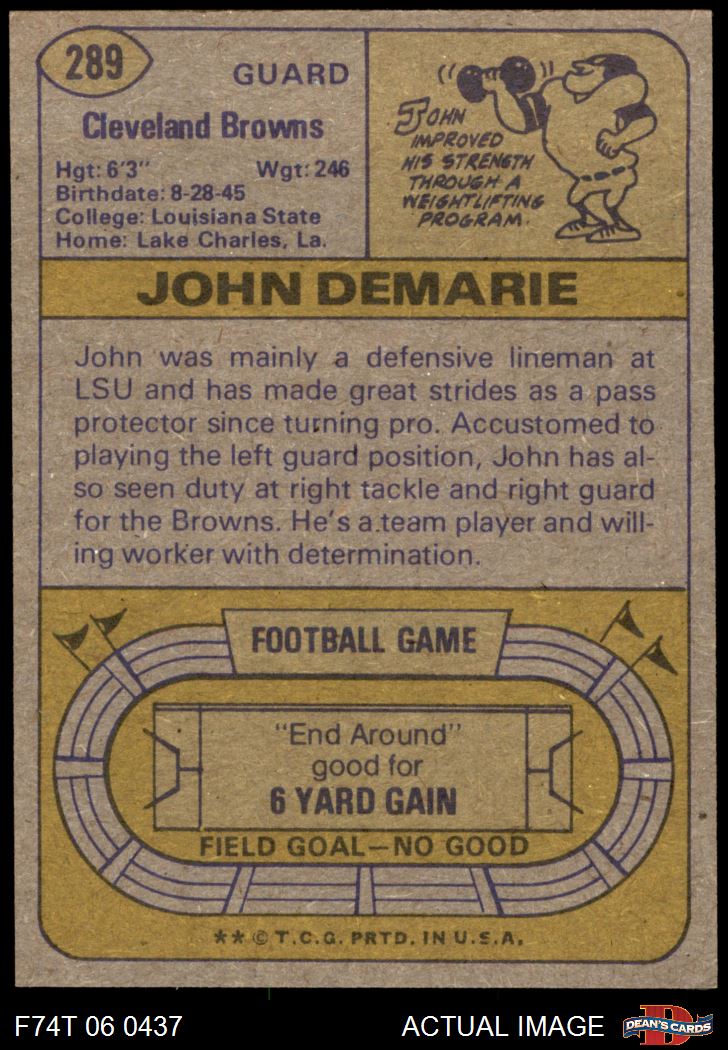 289
GUARD
Cleveland Browns
Hgt: 6'3" Wgt: 246
Birthdate: 8-28-45
College: Louisiana State
Home: Lake Charles, La.
JOHN
IMPROVED
HIS STRENGTH
THROUGH A
WEIGHTLIFTING
PROGRAM.
JOHN DEMARIE
John was mainly a defensive lineman at
LSU and has made great strides as a pass
protector since turning pro. Accustomed to
playing the left guard position, John has al-
so seen duty at right tackle and right guard
for the Browns. He's a team player and will-
ing worker with determination.
FOOTBALL GAME
"End Around"
good for
6 YARD GAIN
FIELD GOAL—NO GOOD
** © T.C.G. PRTD. IN U.S.A.
F74T 06 0437 ACTUAL IMAGE
D
DEAN'S CARDS